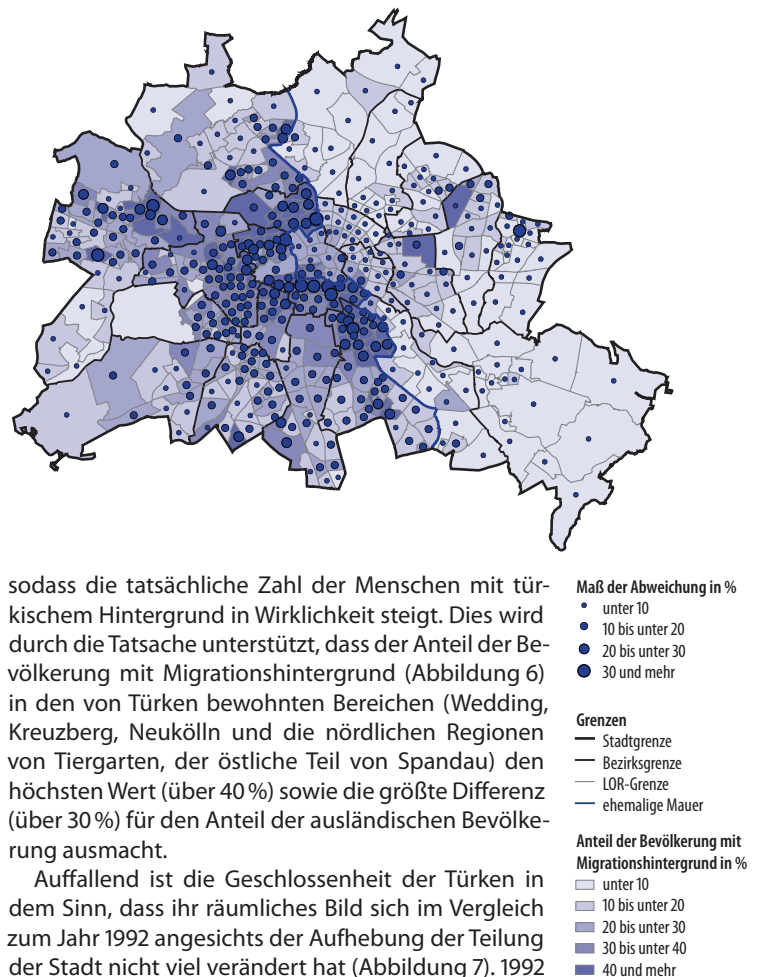 sodass die tatsächliche Zahl der Menschen mit tür-
kischem Hintergrund in Wirklichkeit steigt. Dies wird
durch die Tatsache unterstützt, dass der Anteil der Be-
völkerung mit Migrationshintergrund (Abbildung 6)
in den von Türken bewohnten Bereichen (Wedding,
Kreuzberg, Neukölln und die nördlichen Regionen
von Tiergarten, der östliche Teil von Spandau) den
höchsten Wert (über 40 %) sowie die größte Differenz
(über 30 %) für den Anteil der ausländischen Bevölke-
rung ausmacht.
Auffallend ist die Geschlossenheit der Türken in
dem Sinn, dass ihr räumliches Bild sich im Vergleich
zum Jahr 1992 angesichts der Aufhebung der Teilung
der Stadt nicht viel verändert hat (Abbildung 7). 1992
Maß der Abweichung in %
unter 10
10 bis unter 20
20 bis unter 30
30 und mehr
Grenzen
Stadtgrenze
Bezirksgrenze
LOR-Grenze
ehemalige Mauer
Anteil der Bevölkerung mit
Migrationshintergrund in %
unter 10
10 bis unter 20
20 bis unter 30
30 bis unter 40
40 und mehr